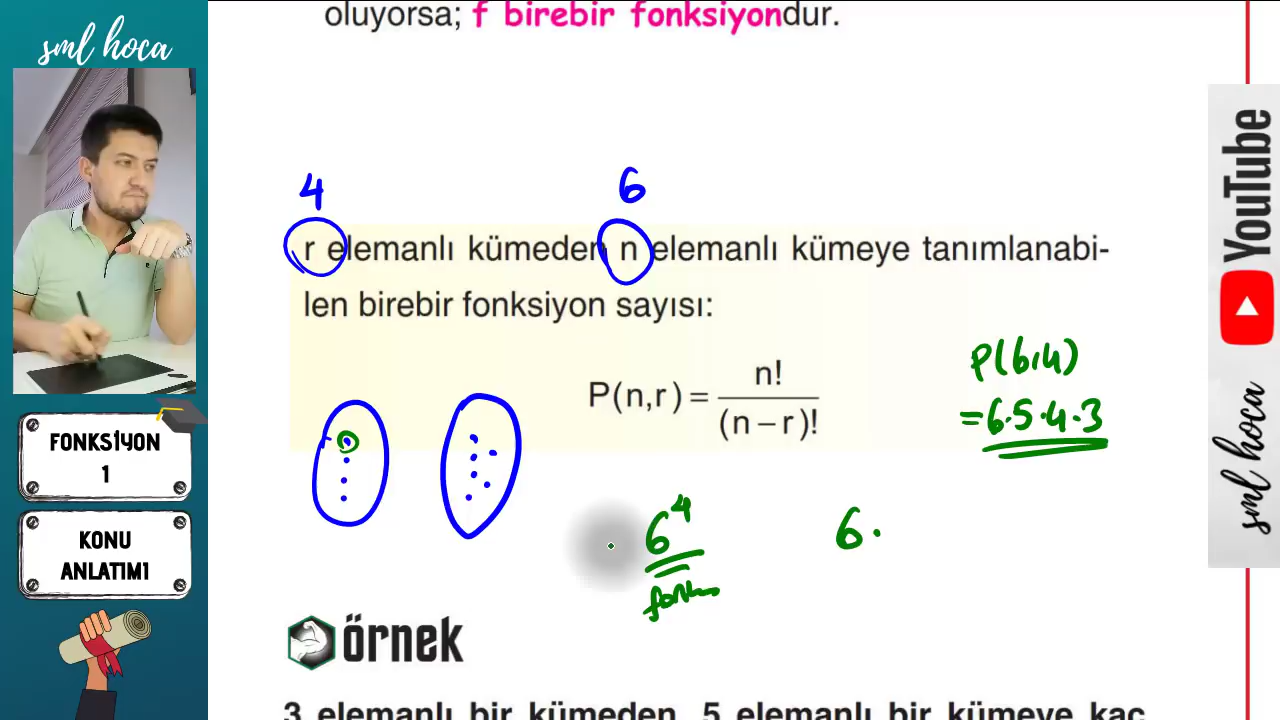 sml hoca
oluyorsa; f birebir fonksiyondur.
4
6
r elemanlı kümeden n elemanlı kümeye tanımlanabi-
len birebir fonksiyon sayısı:
P(n,r) = n! / (n – r)!
P(6,4)
= 6·5·4·3
6⁴
6·
FONKSİYON
1
KONU
ANLATIMI
örnek
3 elemanlı bir kümeden, 5 elemanlı bir kümeye kaç
YouTube
sml hoca